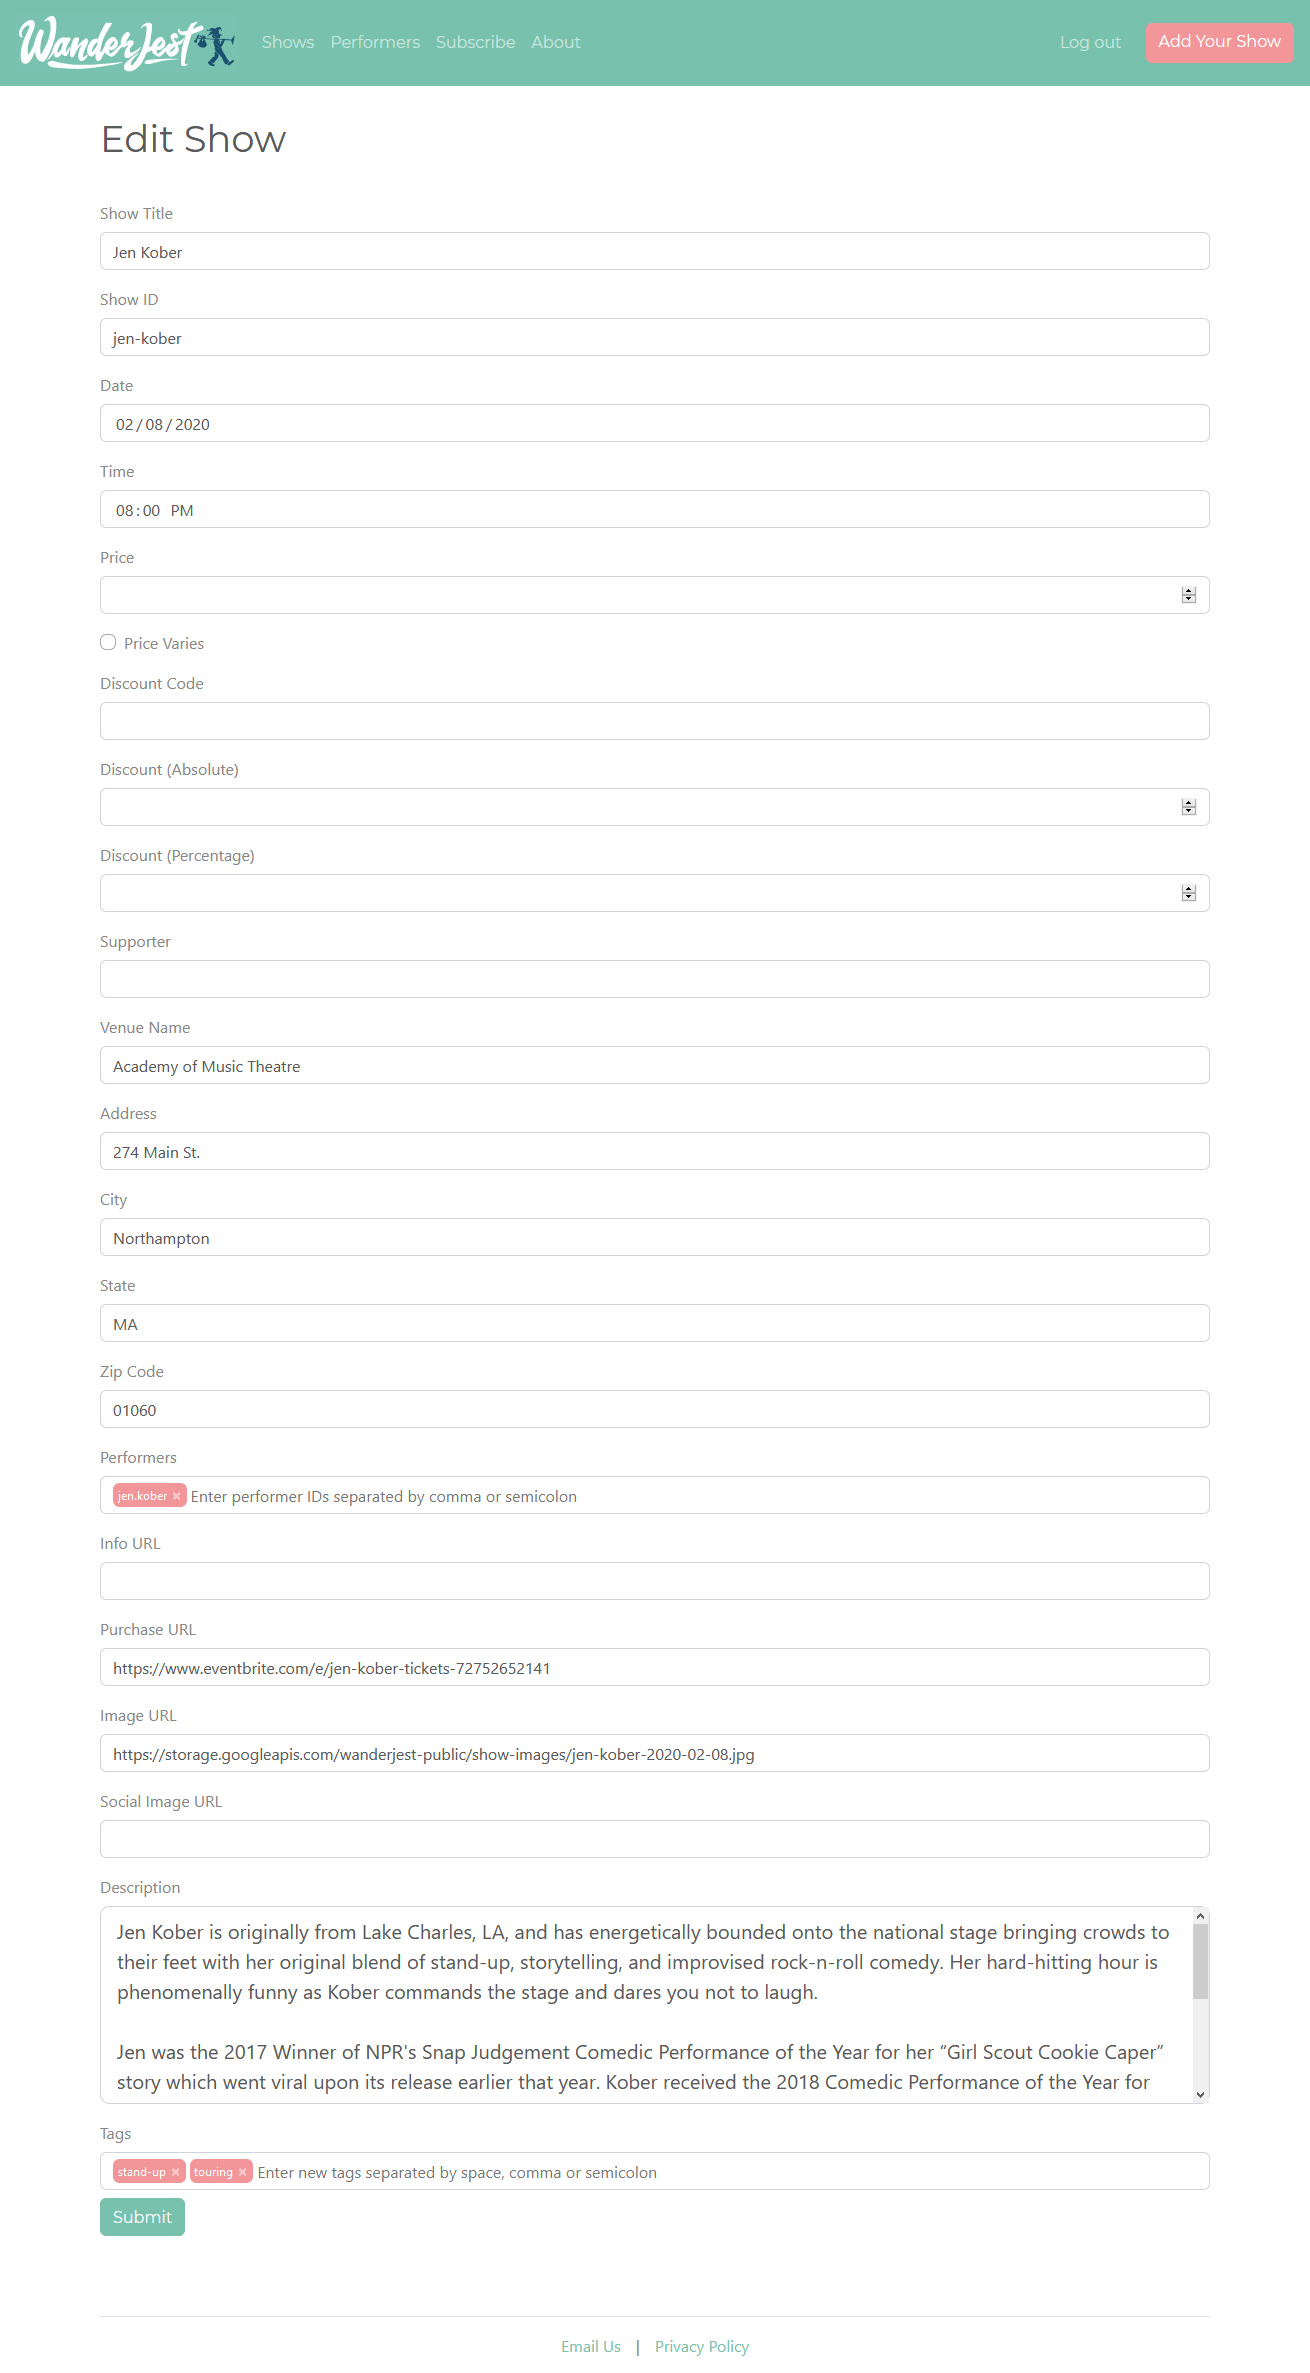 WanderJest
Shows Performers Subscribe About Log out Add Your Show
Edit Show
Show Title
Jen Kober
Show ID
jen-kober
Date
02/08/2020
Time
08:00 PM
Price
Price Varies
Discount Code
Discount (Absolute)
Discount (Percentage)
Supporter
Venue Name
Academy of Music Theatre
Address
274 Main St.
City
Northampton
State
MA
Zip Code
01060
Performers
jen.kober × Enter performer IDs separated by comma or semicolon
Info URL
Purchase URL
https://www.eventbrite.com/e/jen-kober-tickets-72752652141
Image URL
https://storage.googleapis.com/wanderjest-public/show-images/jen-kober-2020-02-08.jpg
Social Image URL
Description
Jen Kober is originally from Lake Charles, LA, and has energetically bounded onto the national stage bringing crowds to
their feet with her original blend of stand-up, storytelling, and improvised rock-n-roll comedy. Her hard-hitting hour is
phenomenally funny as Kober commands the stage and dares you not to laugh.
Jen was the 2017 Winner of NPR's Snap Judgement Comedic Performance of the Year for her “Girl Scout Cookie Caper”
story which went viral upon its release earlier that year. Kober received the 2018 Comedic Performance of the Year for
Tags
stand-up × touring × Enter new tags separated by space, comma or semicolon
Submit
Email Us | Privacy Policy